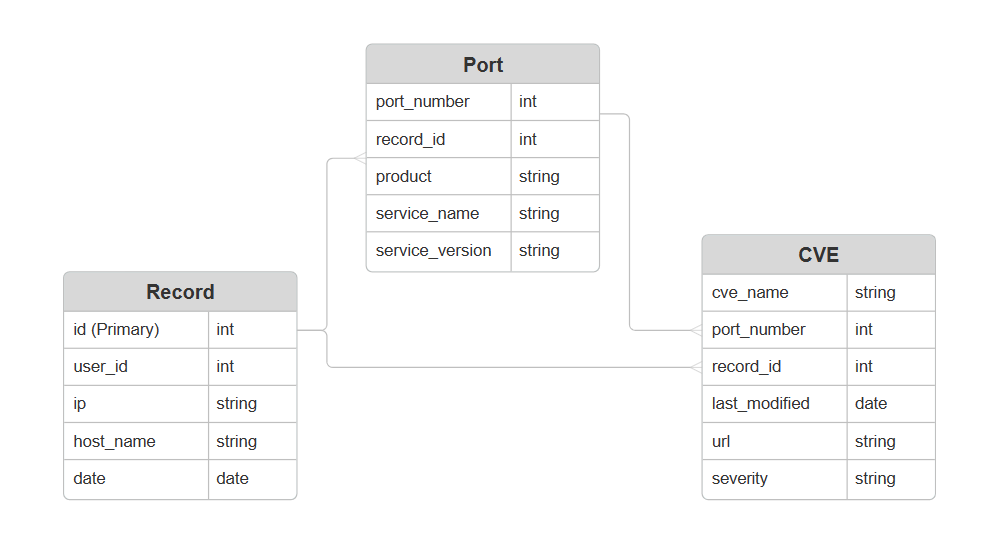 Port
port_number int
record_id int
product string
service_name string
service_version string
Record
id (Primary) int
user_id int
ip string
host_name string
date date
CVE
cve_name string
port_number int
record_id int
last_modified date
url string
severity string